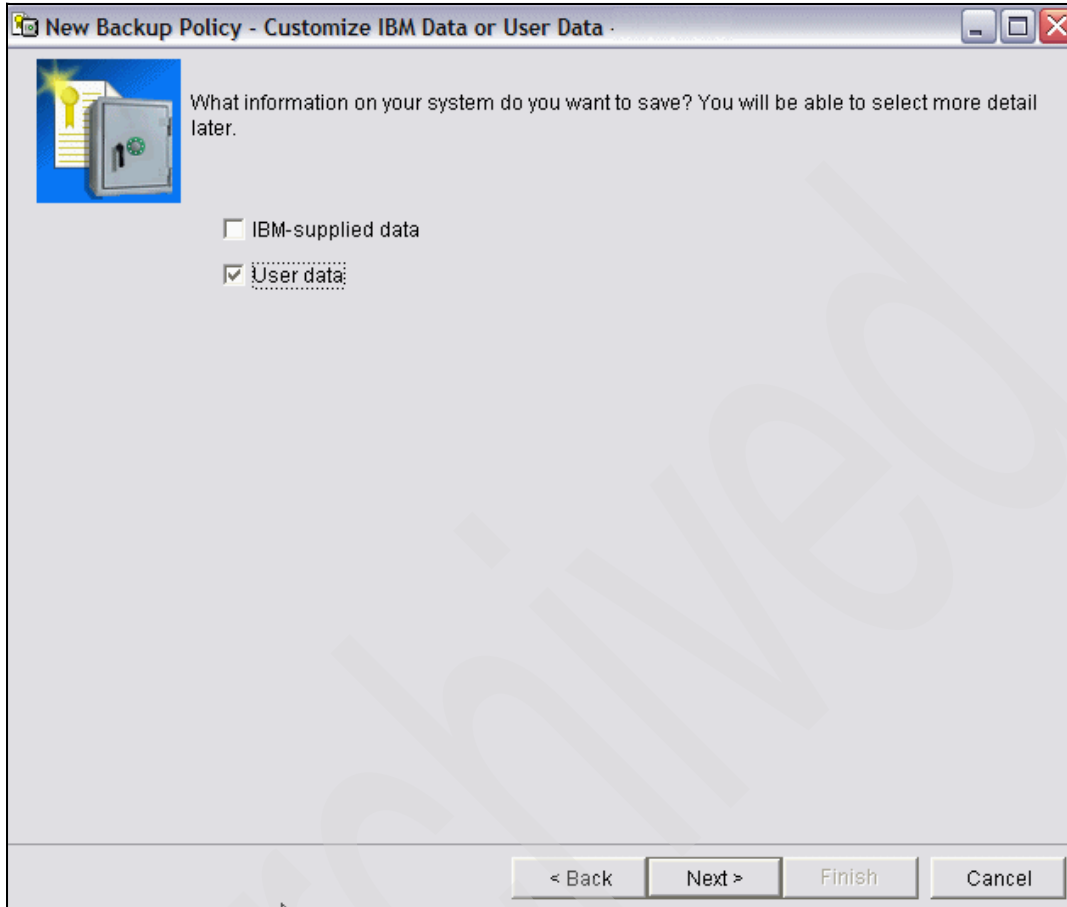 New Backup Policy - Customize IBM Data or User Data -
What information on your system do you want to save? You will be able to select more detail
later.
IBM-supplied data
User data
< Back Next > Finish Cancel